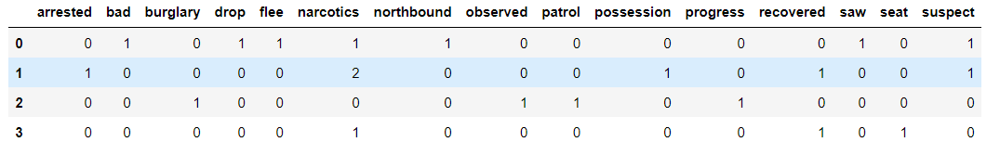 arrested bad burglary drop flee narcotics northbound observed patrol possession progress recovered saw seat suspect
0 0 1 0 1 1 1 1 0 0 0 0 0 1 0 1
1 1 0 0 0 0 2 0 0 0 1 0 1 0 0 1
2 0 0 1 0 0 0 0 1 1 0 1 0 0 0 0
3 0 0 0 0 0 1 0 0 0 0 0 1 0 1 0